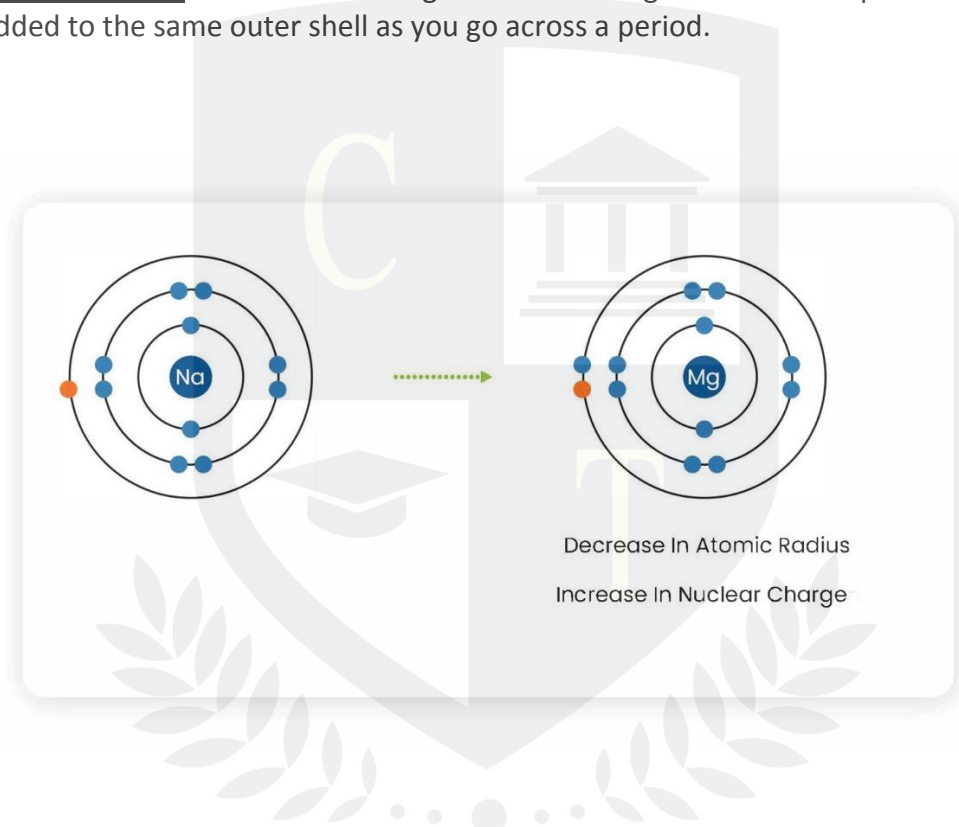 dded to the same outer shell as you go across a period.
C
Na
Mg
T
Decrease In Atomic Radius
Increase In Nuclear Charge